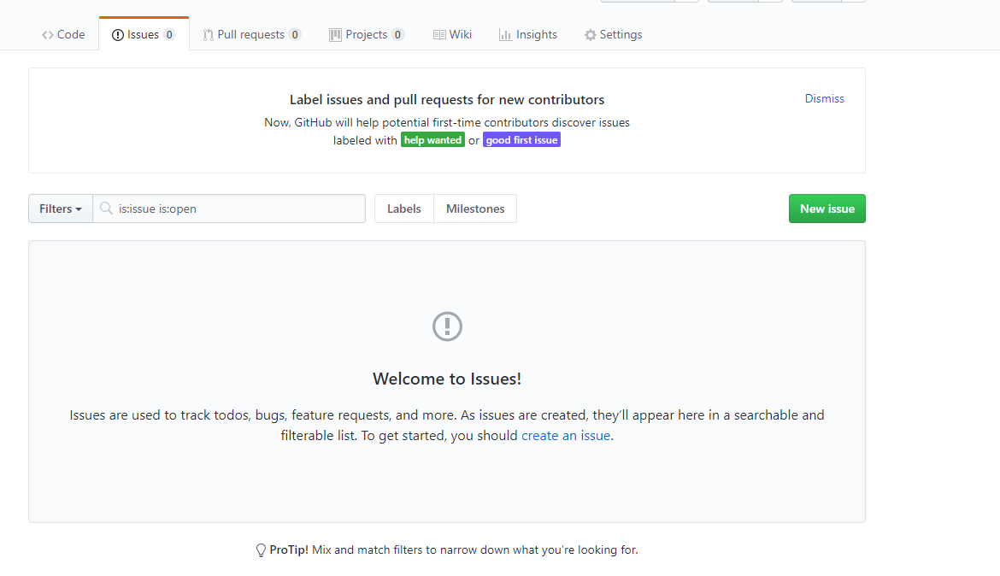 Code Issues 0 Pull requests 0 Projects 0 Wiki Insights Settings
Label issues and pull requests for new contributors
Dismiss
Now, GitHub will help potential first-time contributors discover issues
labeled with help wanted or good first issue
Filters is:issue is:open Labels Milestones New issue
Welcome to Issues!
Issues are used to track todos, bugs, feature requests, and more. As issues are created, they’ll appear here in a searchable and
filterable list. To get started, you should create an issue.
ProTip! Mix and match filters to narrow down what you’re looking for.